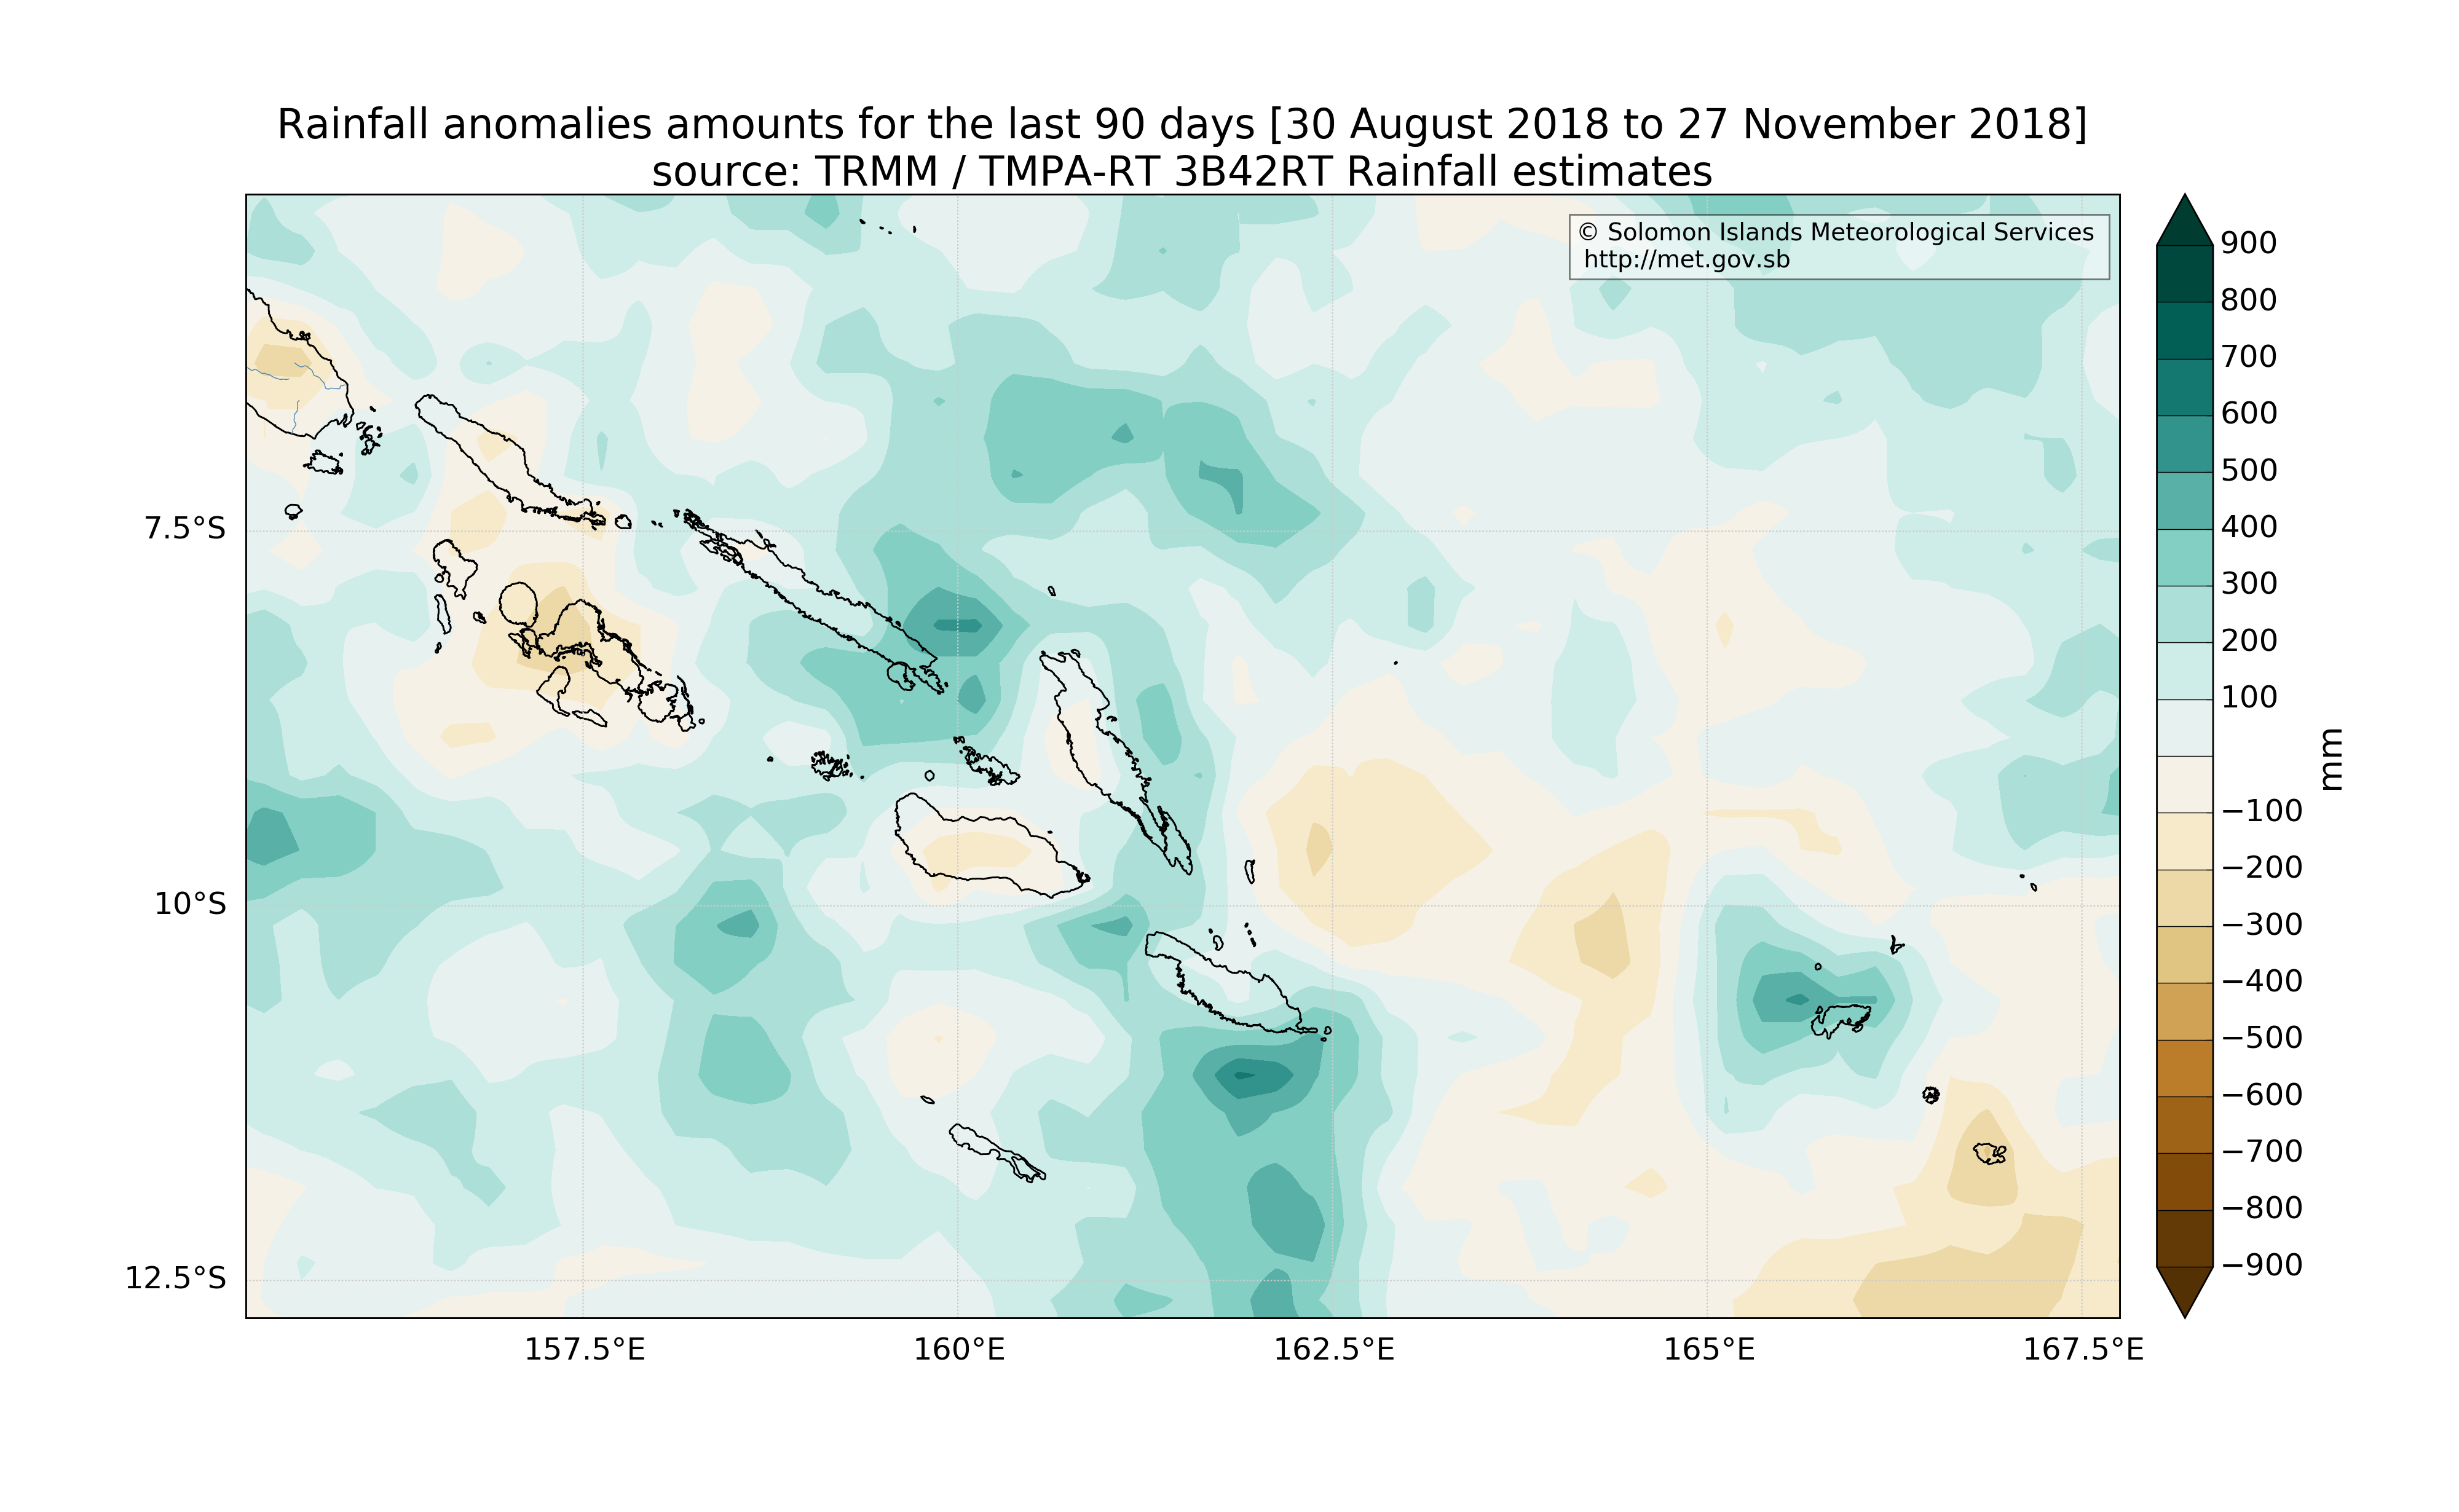 Rainfall anomalies amounts for the last 90 days [30 August 2018 to 27 November 2018]
source: TRMM / TMPA-RT 3B42RT Rainfall estimates
© Solomon Islands Meteorological Services
http://met.gov.sb
7.5°S
10°S
12.5°S
157.5°E
160°E
162.5°E
165°E
167.5°E
900
800
700
600
500
400
300
200
100
−100
−200
−300
−400
−500
−600
−700
−800
−900
mm